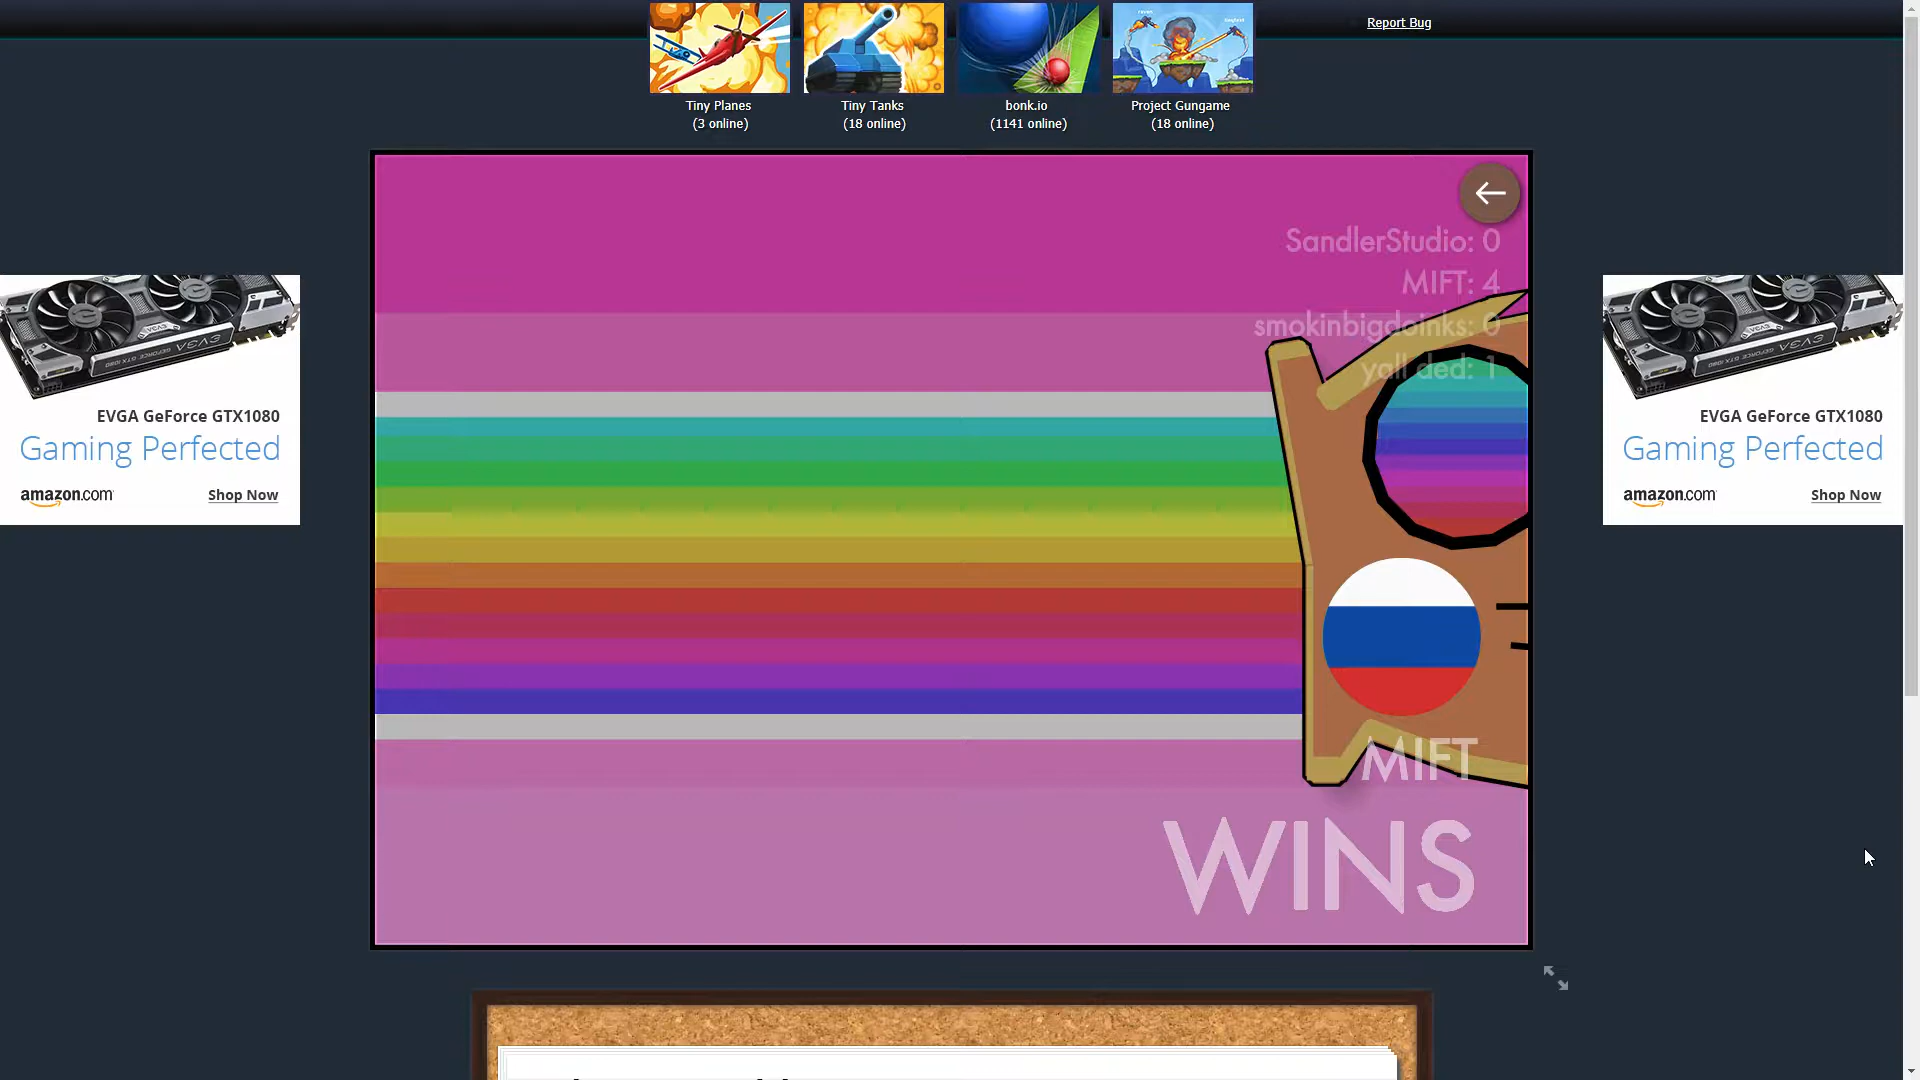 Report Bug
Tiny Planes
(3 online)
Tiny Tanks
(18 online)
bonk.io
(1141 online)
Project Gungame
(18 online)
SandlerStudio: 0
MIFT: 4
smokinbigdoinks: 0
yall ded: 1
MIFT
WINS
EVGA GeForce GTX1080
Gaming Perfected
amazon.com
Shop Now
EVGA GeForce GTX1080
Gaming Perfected
amazon.com
Shop Now